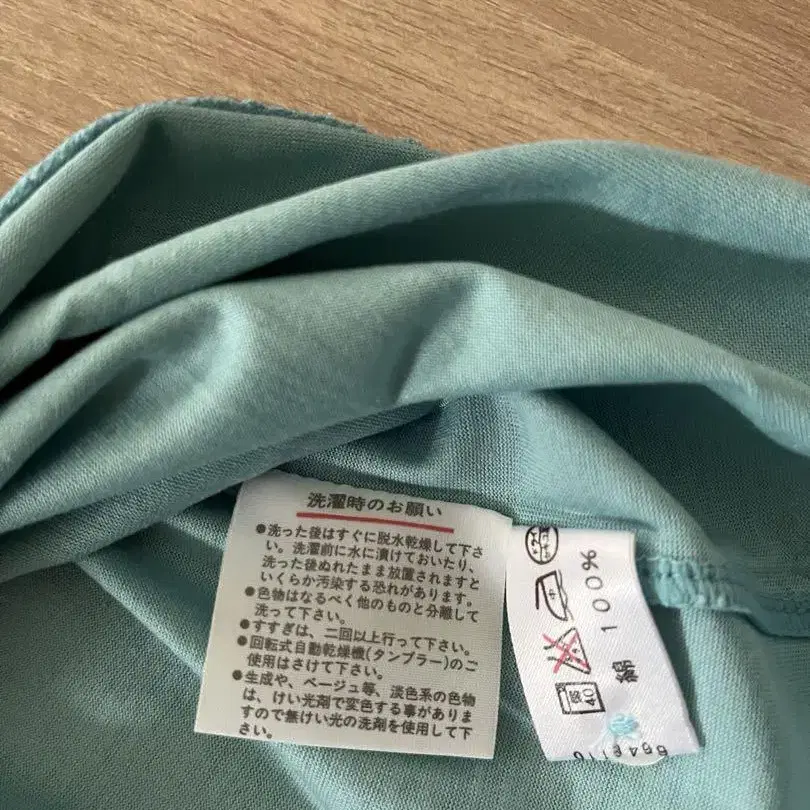 洗濯時のお願い
●洗った後はすぐに脱水乾燥して下さ
い。洗濯前に水に漬けておいたり、
洗った後ぬれたまま放置されますと
いくらか汚染する恐れがあります。
●色物はなるべく他のものと分離して
洗って下さい。
●すすぎは、二回以上行って下さい。
●回転式自動乾燥機(タンブラー)のご
使用はさけて下さい。
●生成や、ベージュ等、淡色系の色物
は、けい光剤で変色する事がありま
すので無けい光の洗剤を使用して下
さい。
綿 100%
40